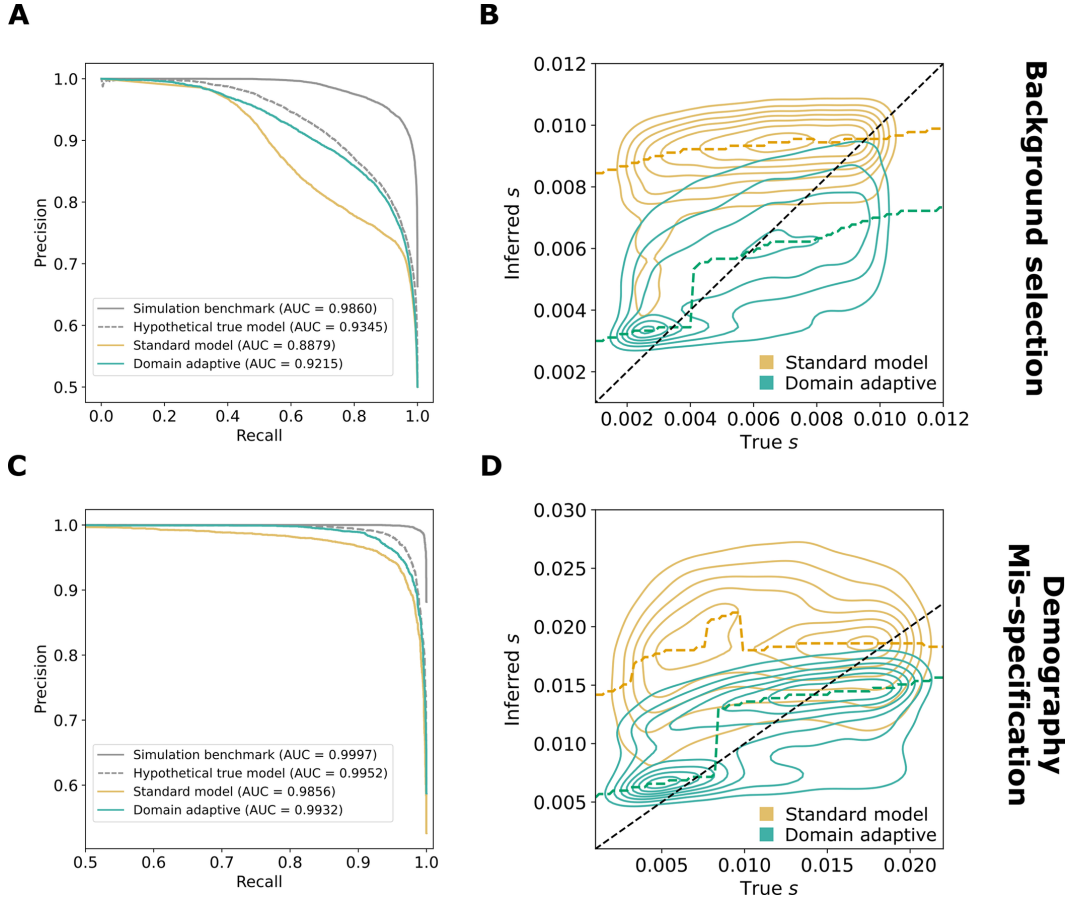 A
1.0
0.9
0.8
0.7
0.6
0.5
Precision
Simulation benchmark (AUC = 0.9860)
Hypothetical true model (AUC = 0.9345)
Standard model (AUC = 0.8879)
Domain adaptive (AUC = 0.9215)
0.0 0.2 0.4 0.6 0.8 1.0
Recall
B
0.012
0.010
0.008
0.006
0.004
0.002
Inferred s
Standard model
Domain adaptive
0.002 0.004 0.006 0.008 0.010 0.012
True s
Background selection
C
1.0
0.9
0.8
0.7
0.6
Precision
Simulation benchmark (AUC = 0.9997)
Hypothetical true model (AUC = 0.9952)
Standard model (AUC = 0.9856)
Domain adaptive (AUC = 0.9932)
0.5 0.6 0.7 0.8 0.9 1.0
Recall
D
0.030
0.025
0.020
0.015
0.010
0.005
Inferred s
Standard model
Domain adaptive
0.005 0.010 0.015 0.020
True s
Demography
Mis-specification